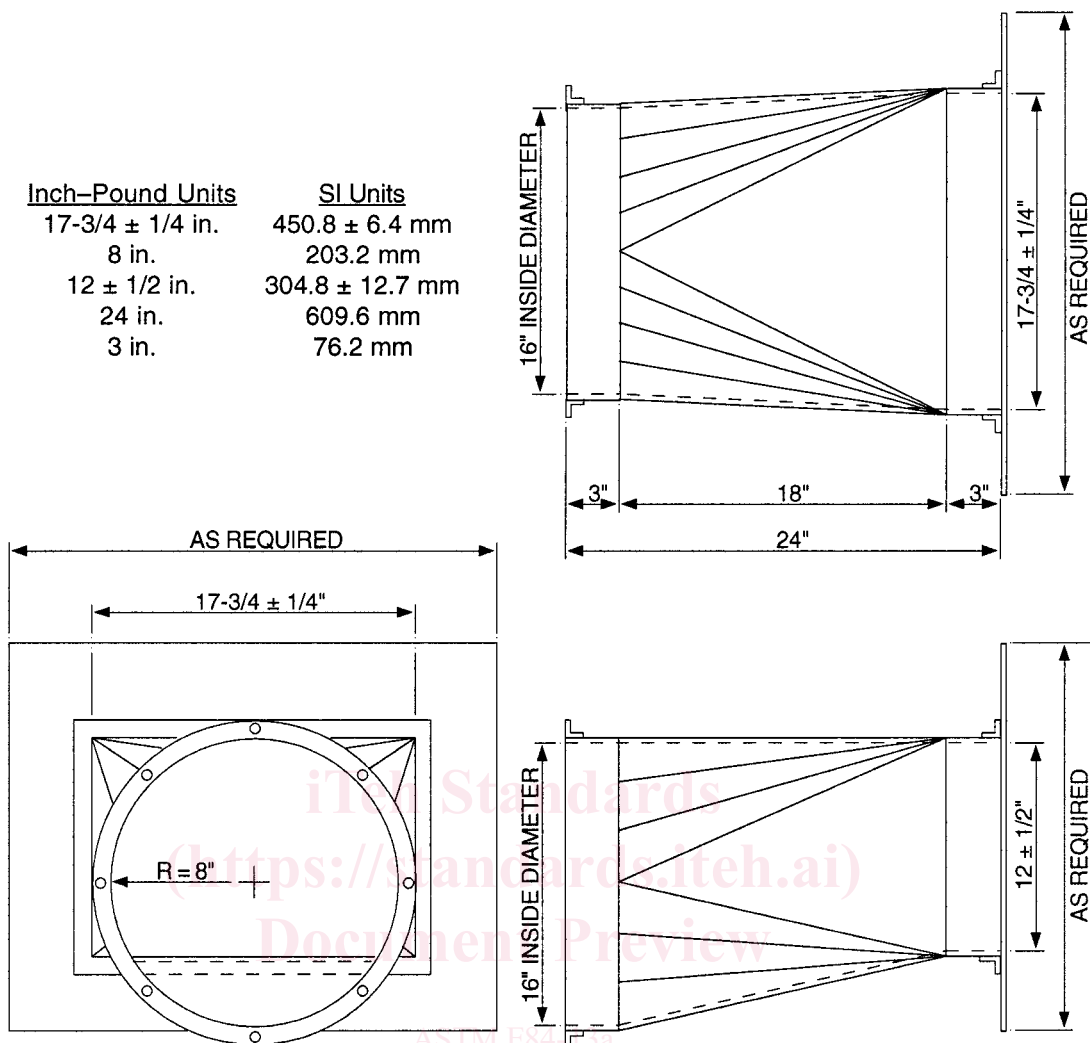 Inch–Pound Units SI Units
17-3/4 ± 1/4 in. 450.8 ± 6.4 mm
8 in. 203.2 mm
12 ± 1/2 in. 304.8 ± 12.7 mm
24 in. 609.6 mm
3 in. 76.2 mm
16" INSIDE DIAMETER
17-3/4 ± 1/4"
AS REQUIRED
3"
18"
3"
24"
AS REQUIRED
17-3/4 ± 1/4"
R = 8"
16" INSIDE DIAMETER
12 ± 1/2"
AS REQUIRED
iTeh Standards
(https://standards.iteh.ai)
Document Preview
ASTM E84-13a